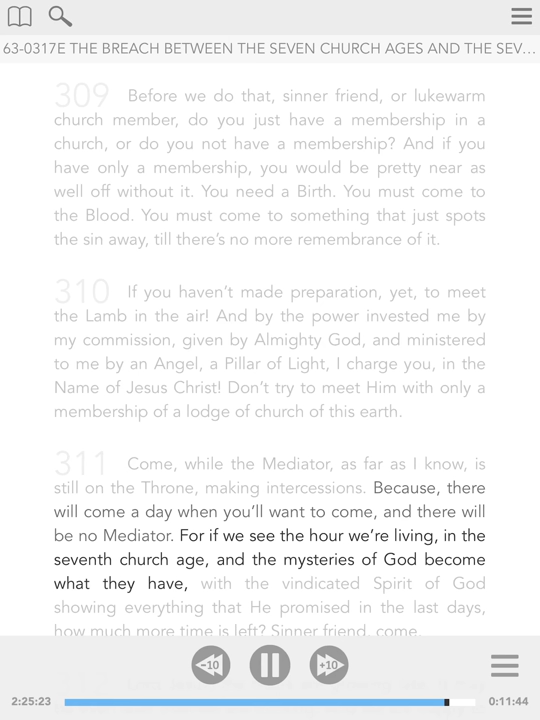 63-0317E THE BREACH BETWEEN THE SEVEN CHURCH AGES AND THE SEV...
309 Before we do that, sinner friend, or lukewarm
church member, do you just have a membership in a
church, or do you not have a membership? And if you
have only a membership, you would be pretty near as
well off without it. You need a Birth. You must come to
the Blood. You must come to something that just spots
the sin away, till there's no more remembrance of it.
310 If you haven't made preparation, yet, to meet
the Lamb in the air! And by the power invested me by
my commission, given by Almighty God, and ministered
to me by an Angel, a Pillar of Light, I charge you, in the
Name of Jesus Christ! Don't try to meet Him with only a
membership of a lodge of church of this earth.
311 Come, while the Mediator, as far as I know, is
still on the Throne, making intercessions. Because, there
will come a day when you'll want to come, and there will
be no Mediator. For if we see the hour we're living, in the
seventh church age, and the mysteries of God become
what they have, with the vindicated Spirit of God
showing everything that He promised in the last days,
how much more time is left? Sinner friend, come.
-10
+10
2:25:23
0:11:44